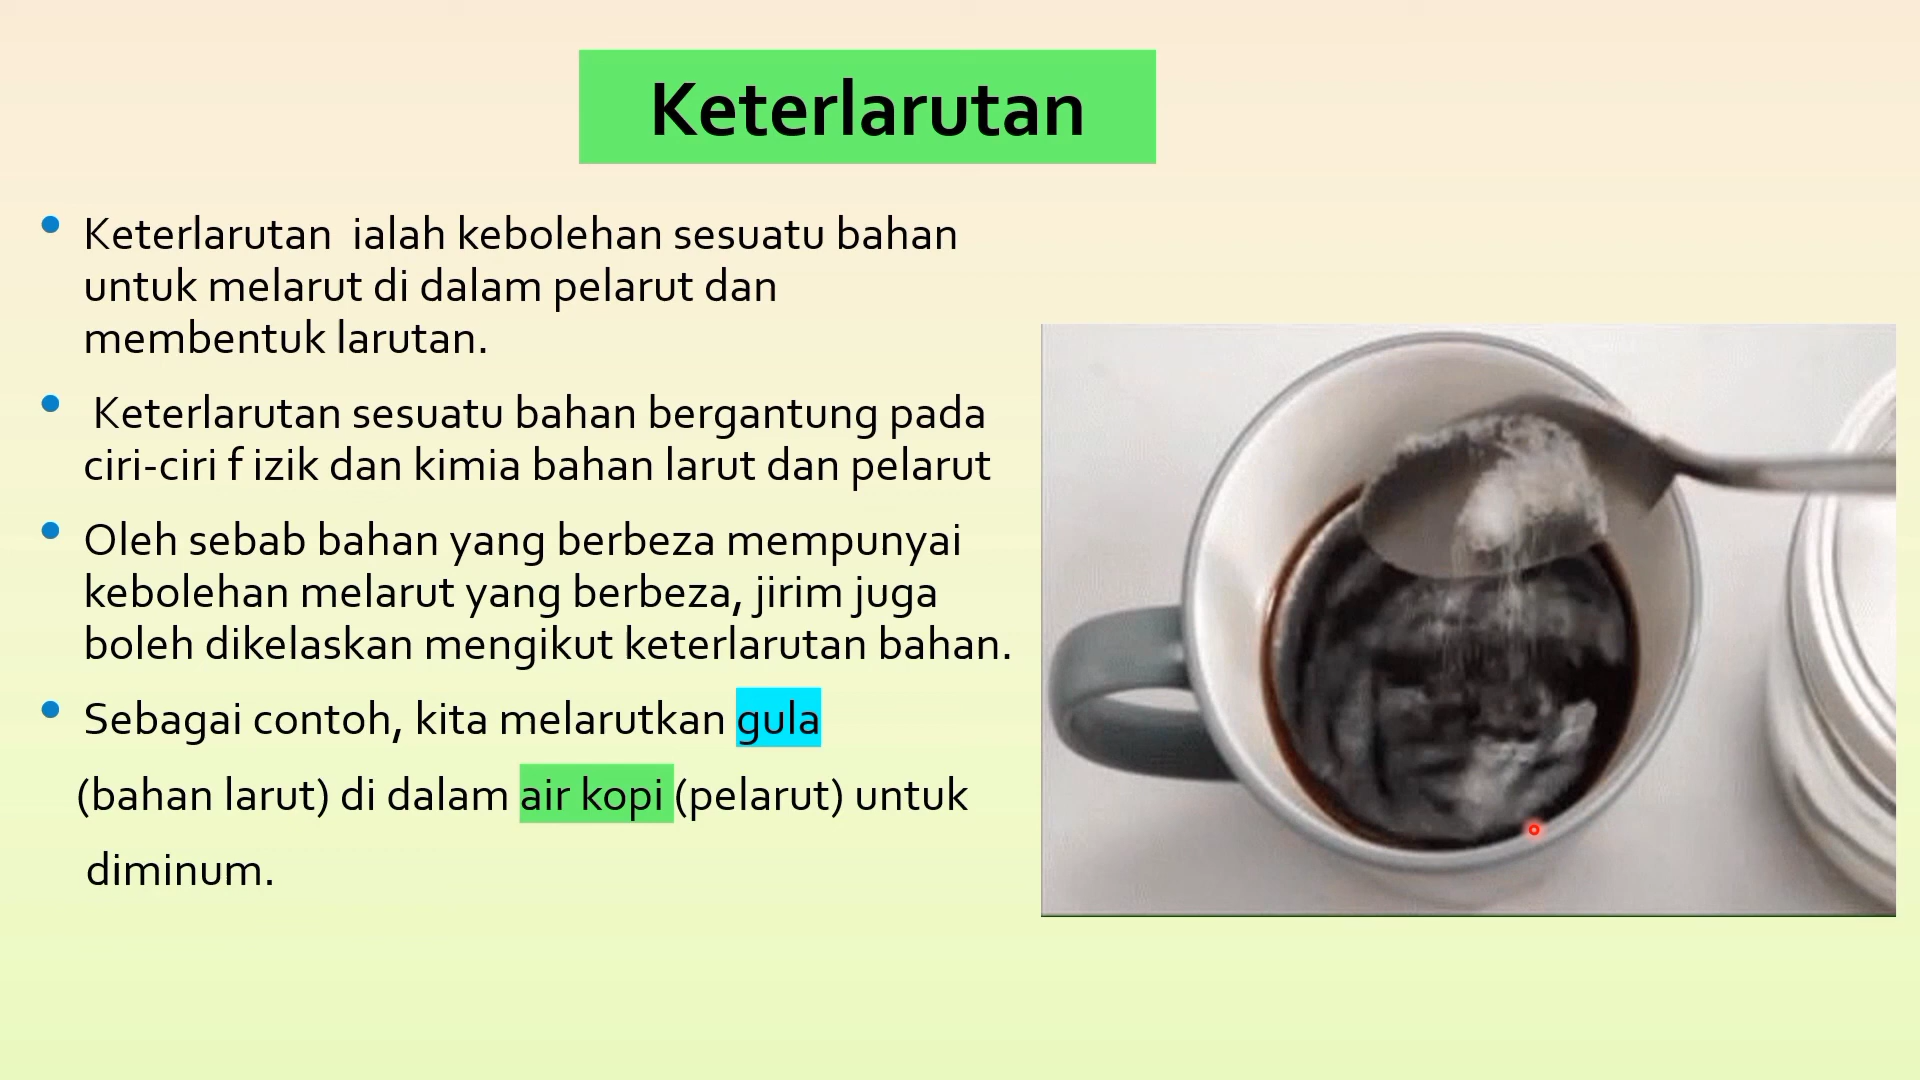 Keterlarutan
• Keterlarutan ialah kebolehan sesuatu bahan
untuk melarut di dalam pelarut dan
membentuk larutan.
• Keterlarutan sesuatu bahan bergantung pada
ciri-ciri f izik dan kimia bahan larut dan pelarut
• Oleh sebab bahan yang berbeza mempunyai
kebolehan melarut yang berbeza, jirim juga
boleh dikelaskan mengikut keterlarutan bahan.
• Sebagai contoh, kita melarutkan gula
(bahan larut) di dalam air kopi (pelarut) untuk
diminum.